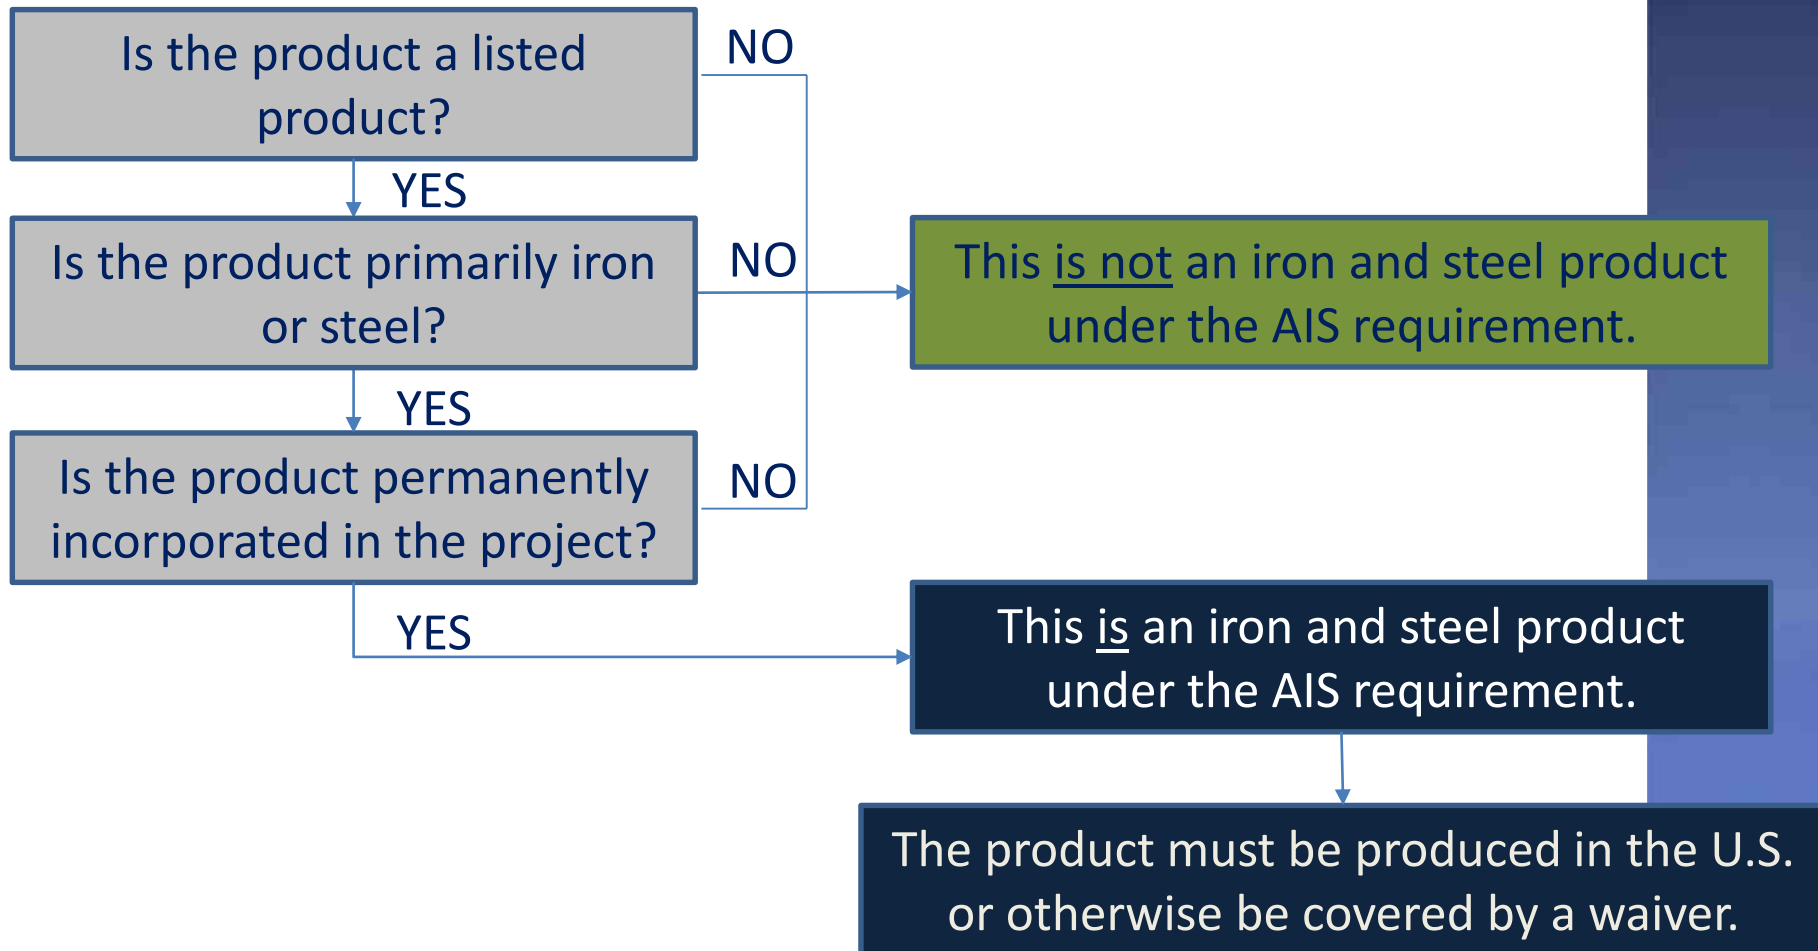 Is the product a listed
product?
NO
YES
Is the product primarily iron
or steel?
NO
This is not an iron and steel product
under the AIS requirement.
YES
Is the product permanently
incorporated in the project?
NO
YES
This is an iron and steel product
under the AIS requirement.
The product must be produced in the U.S.
or otherwise be covered by a waiver.